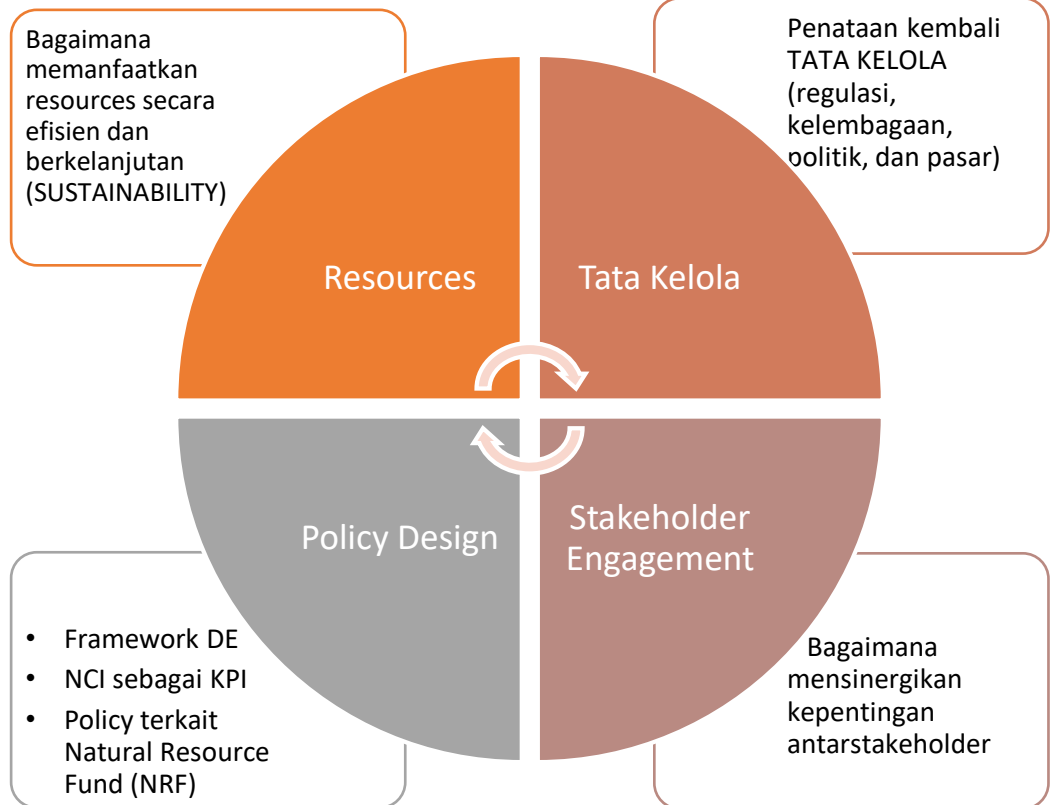 Bagaimana
memanfaatkan
resources secara
efisien dan
berkelanjutan
(SUSTAINABILITY)
Penataan kembali
TATA KELOLA
(regulasi,
kelembagaan,
politik, dan pasar)
Resources
Tata Kelola
Policy Design
Stakeholder
Engagement
• Framework DE
• NCI sebagai KPI
• Policy terkait
Natural Resource
Fund (NRF)
Bagaimana
mensinergikan
kepentingan
antarstakeholder